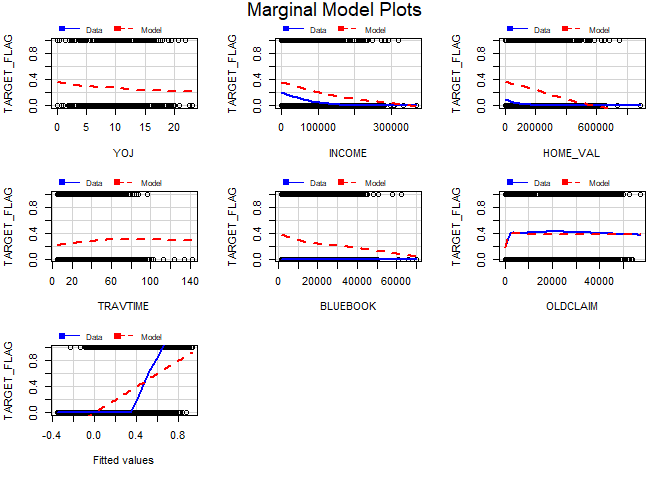 Marginal Model Plots
Data Model
TARGET_FLAG
0.0 0.4 0.8
0 5 10 15 20
YOJ
Data Model
TARGET_FLAG
0.0 0.4 0.8
0 100000 300000
INCOME
Data Model
TARGET_FLAG
0.0 0.4 0.8
0 200000 600000
HOME_VAL
Data Model
TARGET_FLAG
0.0 0.4 0.8
0 20 60 100 140
TRAVTIME
Data Model
TARGET_FLAG
0.0 0.4 0.8
0 20000 40000 60000
BLUEBOOK
Data Model
TARGET_FLAG
0.0 0.4 0.8
0 20000 40000
OLDCLAIM
Data Model
TARGET_FLAG
0.0 0.4 0.8
-0.4 0.0 0.4 0.8
Fitted values